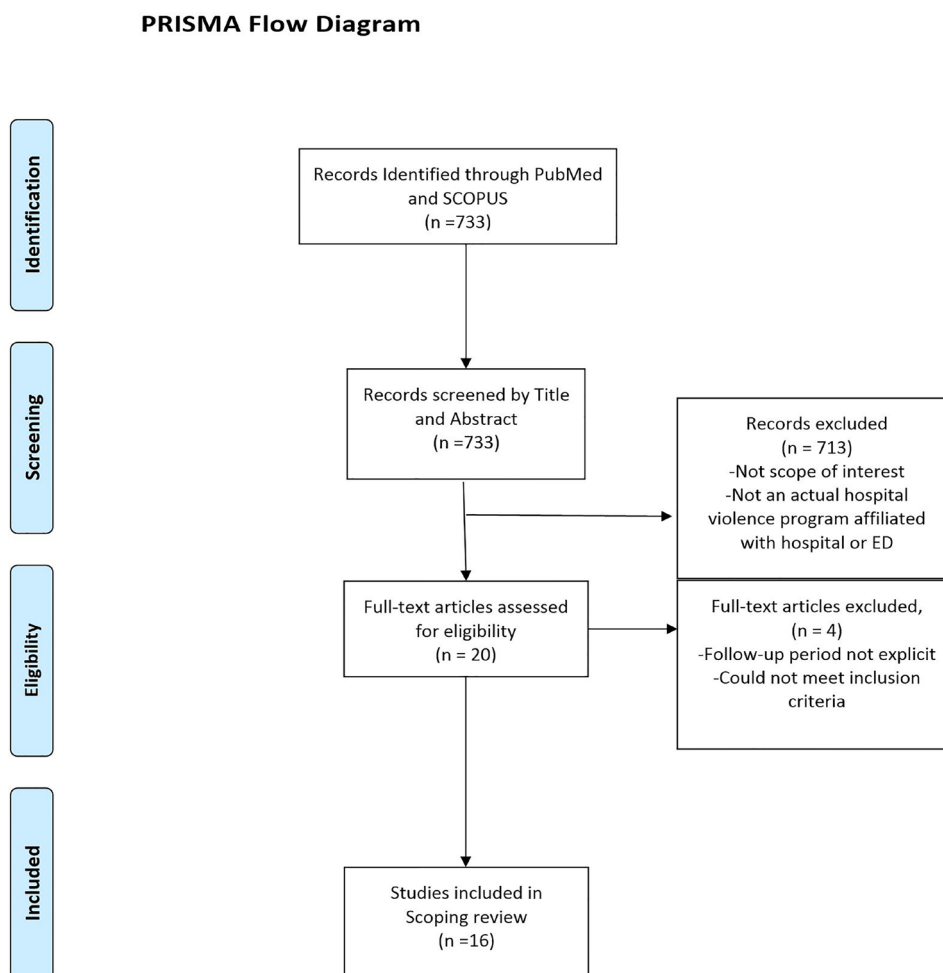 PRISMA Flow Diagram
Identification
Records Identified through PubMed
and SCOPUS
(n =733)
Screening
Records screened by Title
and Abstract
(n =733)
Records excluded
(n = 713)
-Not scope of interest
-Not an actual hospital
violence program affiliated
with hospital or ED
Eligibility
Full-text articles assessed
for eligibility
(n = 20)
Full-text articles excluded,
(n = 4)
-Follow-up period not explicit
-Could not meet inclusion
criteria
Included
Studies included in
Scoping review
(n =16)